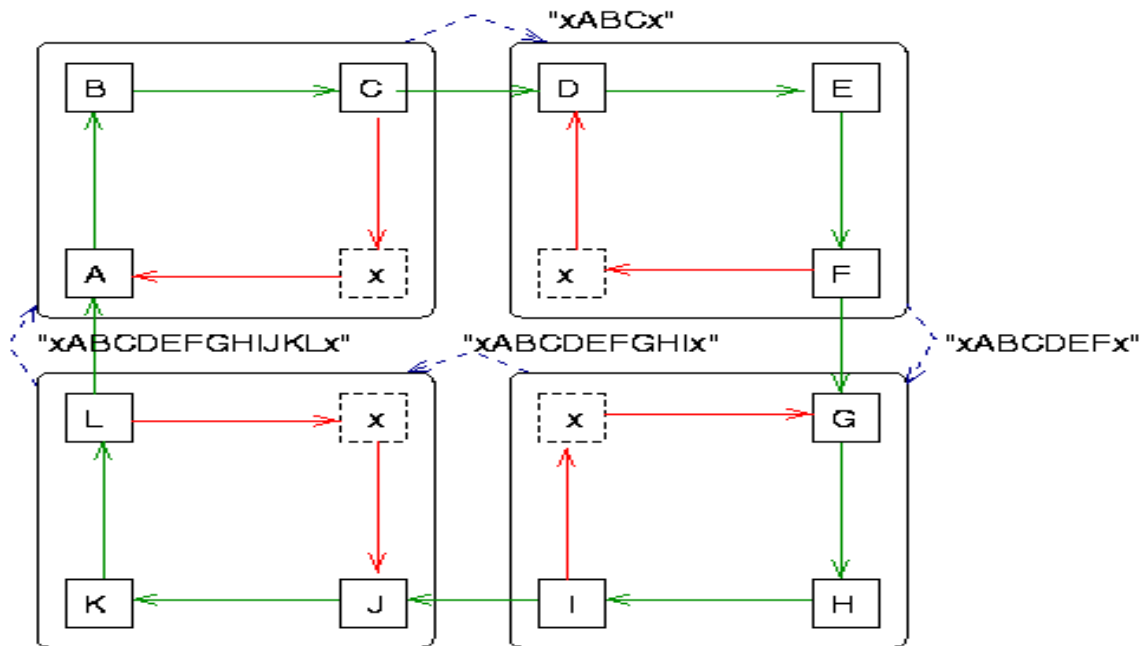 "xABCx"
B C D E
A x x F
"xABCDEFGHIJKLx" "xABCDEFGHIx" "xABCDEFx"
L x x G
K J I H